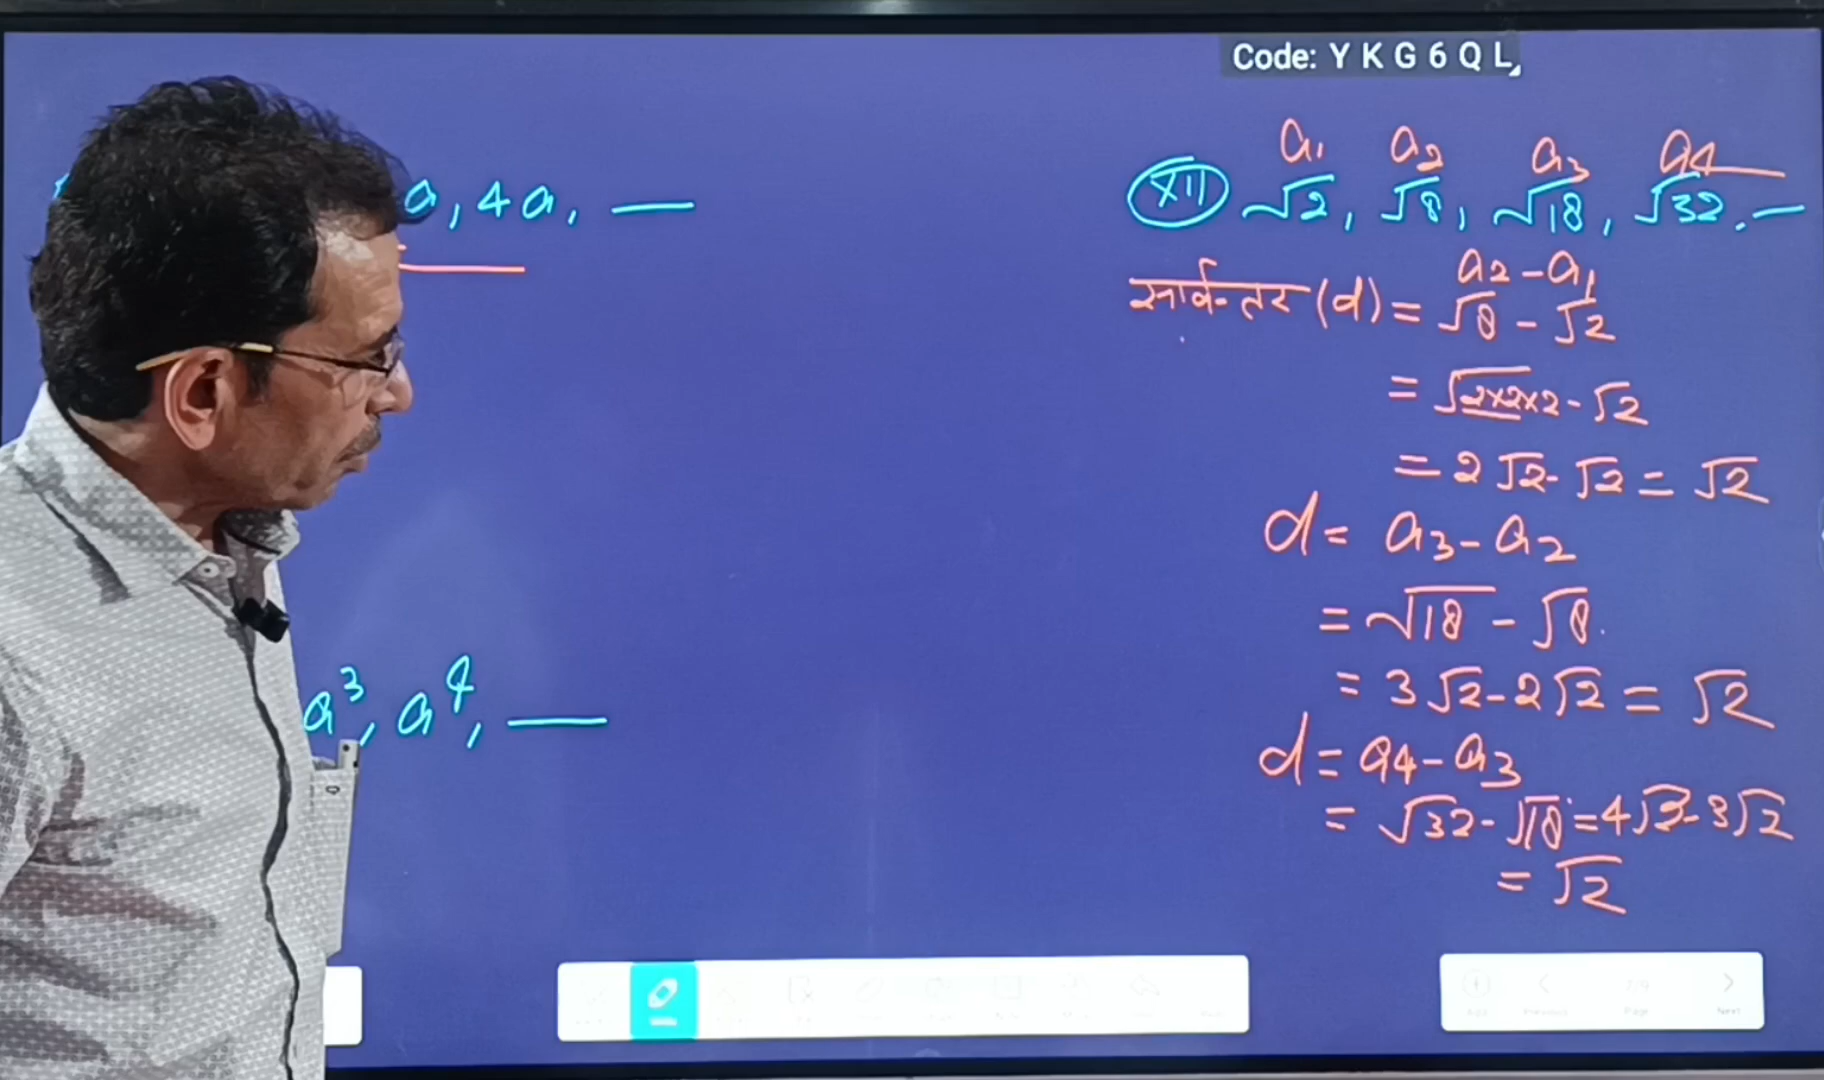 Code: Y K G 6 Q L
a, 4a, —
a³, a⁴, —
a₁ a₂ a₃ a₄
XII √2, √8, √18, √32, —
a₂ - a₁
सार्वन्तर (d) = √8 - √2
= √2×2×2 - √2
= 2√2 - √2 = √2
d = a₃ - a₂
= √18 - √8
= 3√2 - 2√2 = √2
d = a₄ - a₃
= √32 - √18 = 4√2 - 3√2
= √2